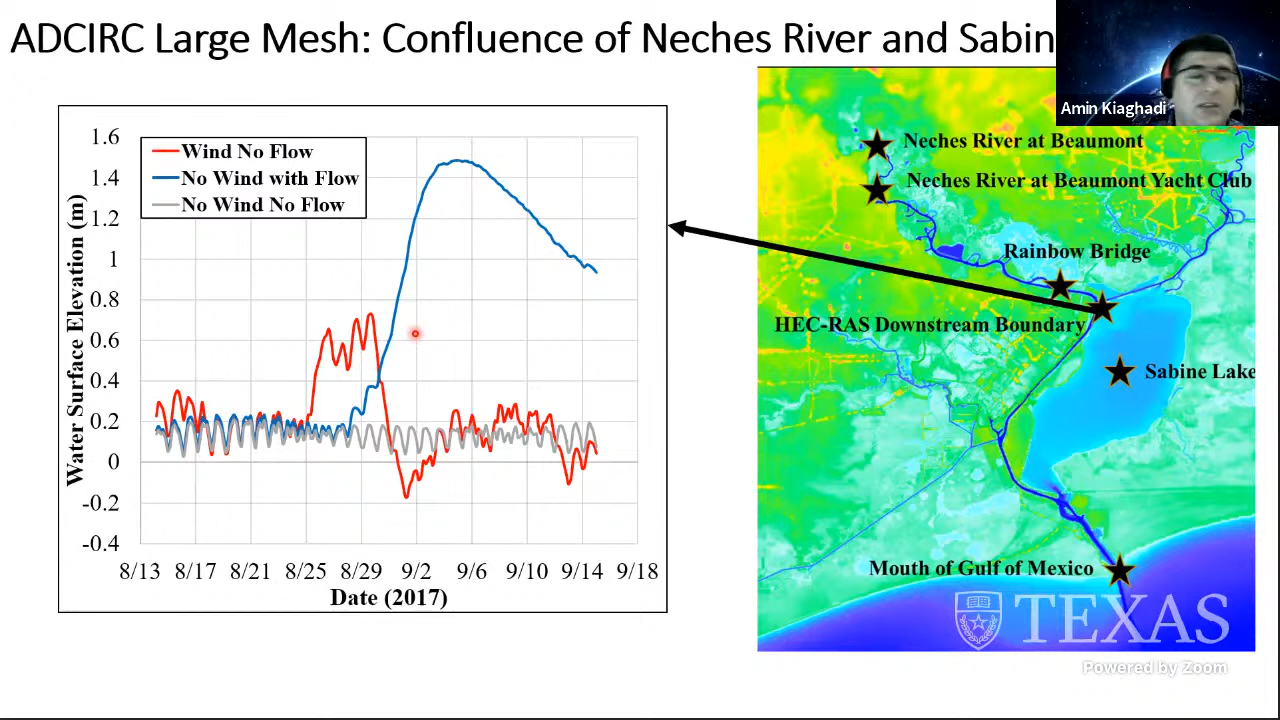 ADCIRC Large Mesh: Confluence of Neches River and Sabin
Amin Kiaghadi
Wind No Flow
No Wind with Flow
No Wind No Flow
Water Surface Elevation (m)
1.6
1.4
1.2
1
0.8
0.6
0.4
0.2
0
-0.2
-0.4
8/13 8/17 8/21 8/25 8/29 9/2 9/6 9/10 9/14 9/18
Date (2017)
Neches River at Beaumont
Neches River at Beaumont Yacht Club
Rainbow Bridge
HEC-RAS Downstream Boundary
Sabine Lake
Mouth of Gulf of Mexico
TEXAS
Powered by Zoom